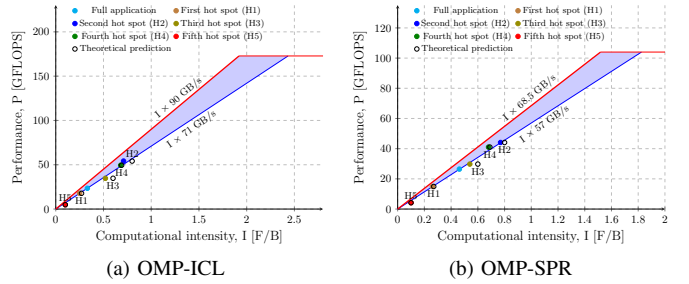 Full application
First hot spot (H1)
Second hot spot (H2)
Third hot spot (H3)
Fourth hot spot (H4)
Fifth hot spot (H5)
Theoretical prediction
Performance, P [GFLOPS]
200
150
100
50
0
I × 90 GB/s
I × 71 GB/s
H2
H4
H3
H1
H5
0
0.5
1
1.5
2
2.5
Computational intensity, I [F/B]
(a) OMP-ICL
Full application
First hot spot (H1)
Second hot spot (H2)
Third hot spot (H3)
Fourth hot spot (H4)
Fifth hot spot (H5)
Theoretical prediction
Performance, P [GFLOPS]
120
100
80
60
40
20
0
I × 68.5 GB/s
I × 57 GB/s
H4
H2
H3
H1
H5
0
0.2
0.4
0.6
0.8
1
1.2
1.4
1.6
1.8
2
Computational intensity, I [F/B]
(b) OMP-SPR